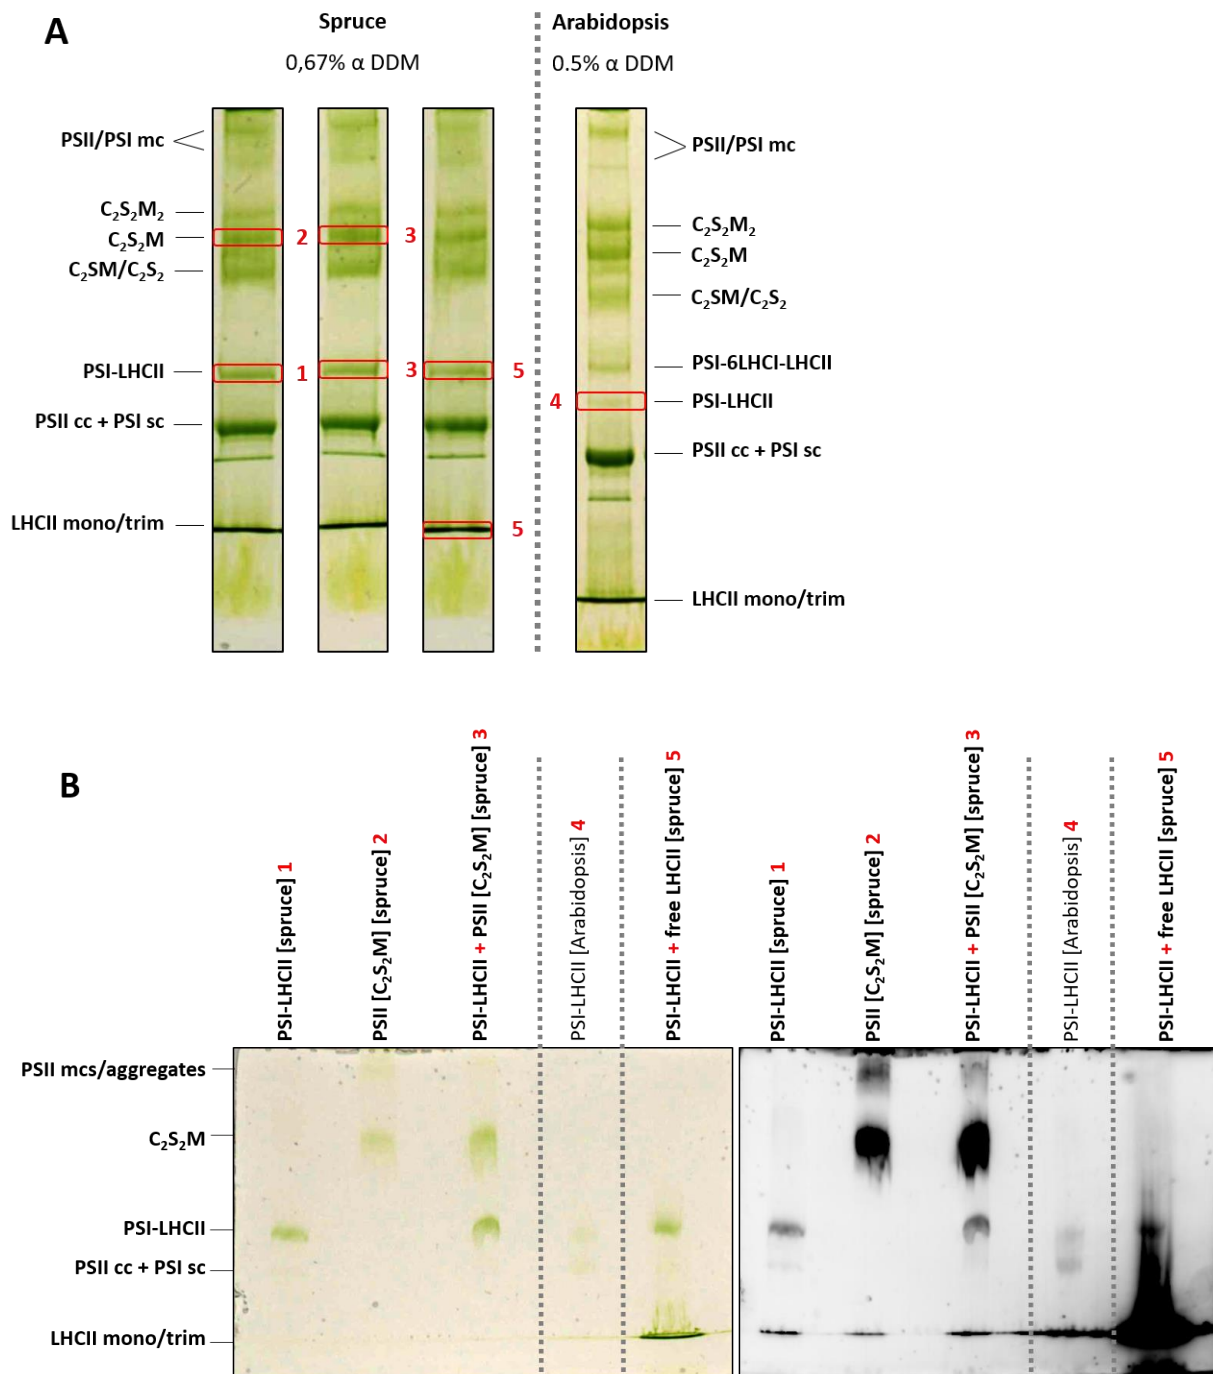 A
Spruce
Arabidopsis
0,67% α DDM
0.5% α DDM
PSII/PSI mc
C₂S₂M₂
C₂S₂M
C₂SM/C₂S₂
PSI-LHCII
PSII cc + PSI sc
LHCII mono/trim
2
3
1
3
5
5
4
PSII/PSI mc
C₂S₂M₂
C₂S₂M
C₂SM/C₂S₂
PSI-6LHCI-LHCII
PSI-LHCII
PSII cc + PSI sc
LHCII mono/trim
B
PSI-LHCII [spruce] 1
PSII [C₂S₂M] [spruce] 2
PSI-LHCII + PSII [C₂S₂M] [spruce] 3
PSI-LHCII [Arabidopsis] 4
PSI-LHCII + free LHCII [spruce] 5
PSI-LHCII [spruce] 1
PSII [C₂S₂M] [spruce] 2
PSI-LHCII + PSII [C₂S₂M] [spruce] 3
PSI-LHCII [Arabidopsis] 4
PSI-LHCII + free LHCII [spruce] 5
PSII mcs/aggregates
C₂S₂M
PSI-LHCII
PSII cc + PSI sc
LHCII mono/trim